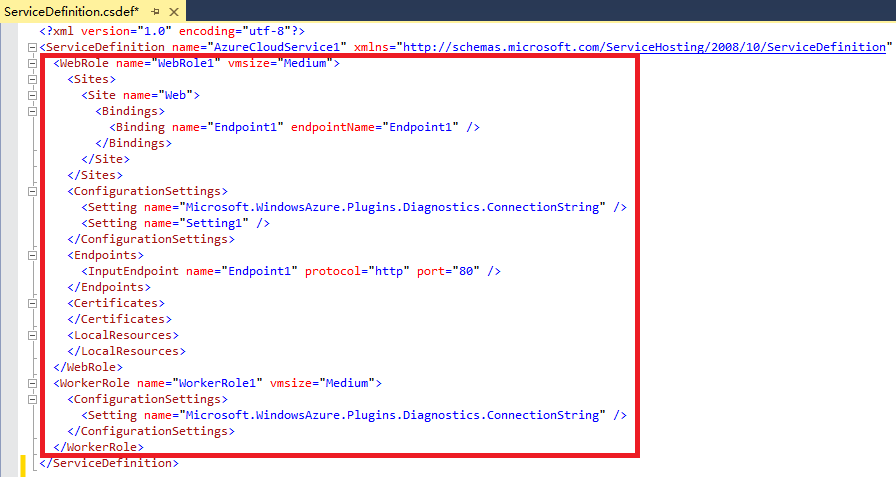 ServiceDefinition.csdef*
<?xml version="1.0" encoding="utf-8"?>
<ServiceDefinition name="AzureCloudService1" xmlns="http://schemas.microsoft.com/ServiceHosting/2008/10/ServiceDefinition"
<WebRole name="WebRole1" vmsize="Medium">
<Sites>
<Site name="Web">
<Bindings>
<Binding name="Endpoint1" endpointName="Endpoint1" />
</Bindings>
</Site>
</Sites>
<ConfigurationSettings>
<Setting name="Microsoft.WindowsAzure.Plugins.Diagnostics.ConnectionString" />
<Setting name="Setting1" />
</ConfigurationSettings>
<Endpoints>
<InputEndpoint name="Endpoint1" protocol="http" port="80" />
</Endpoints>
<Certificates>
</Certificates>
<LocalResources>
</LocalResources>
</WebRole>
<WorkerRole name="WorkerRole1" vmsize="Medium">
<ConfigurationSettings>
<Setting name="Microsoft.WindowsAzure.Plugins.Diagnostics.ConnectionString" />
</ConfigurationSettings>
</WorkerRole>
</ServiceDefinition>